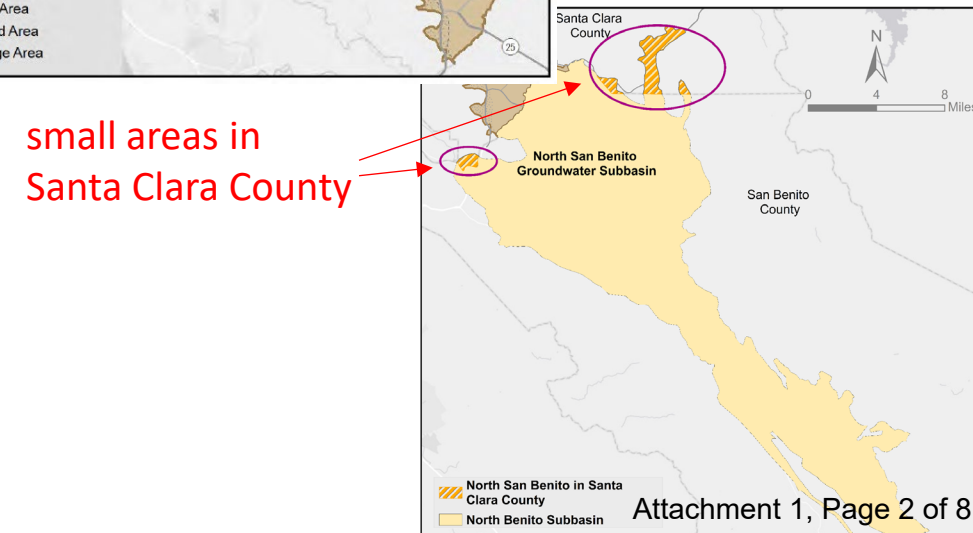 Area
d Area
ge Area
25
small areas in
Santa Clara County
Santa Clara
County
N
0 4 8
Miles
North San Benito
Groundwater Subbasin
San Benito
County
North San Benito in Santa
Clara County
North Benito Subbasin
Attachment 1, Page 2 of 8